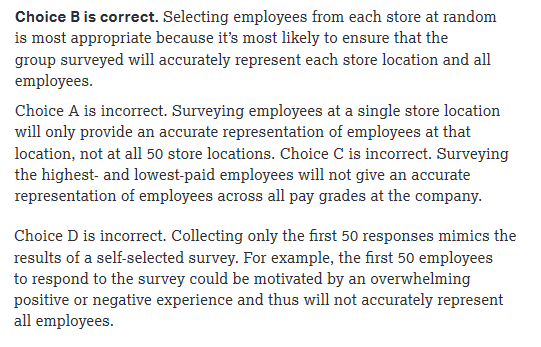 Choice B is correct. Selecting employees from each store at random
is most appropriate because it's most likely to ensure that the
group surveyed will accurately represent each store location and all
employees.
Choice A is incorrect. Surveying employees at a single store location
will only provide an accurate representation of employees at that
location, not at all 50 store locations. Choice C is incorrect. Surveying
the highest- and lowest-paid employees will not give an accurate
representation of employees across all pay grades at the company.
Choice D is incorrect. Collecting only the first 50 responses mimics the
results of a self-selected survey. For example, the first 50 employees
to respond to the survey could be motivated by an overwhelming
positive or negative experience and thus will not accurately represent
all employees.